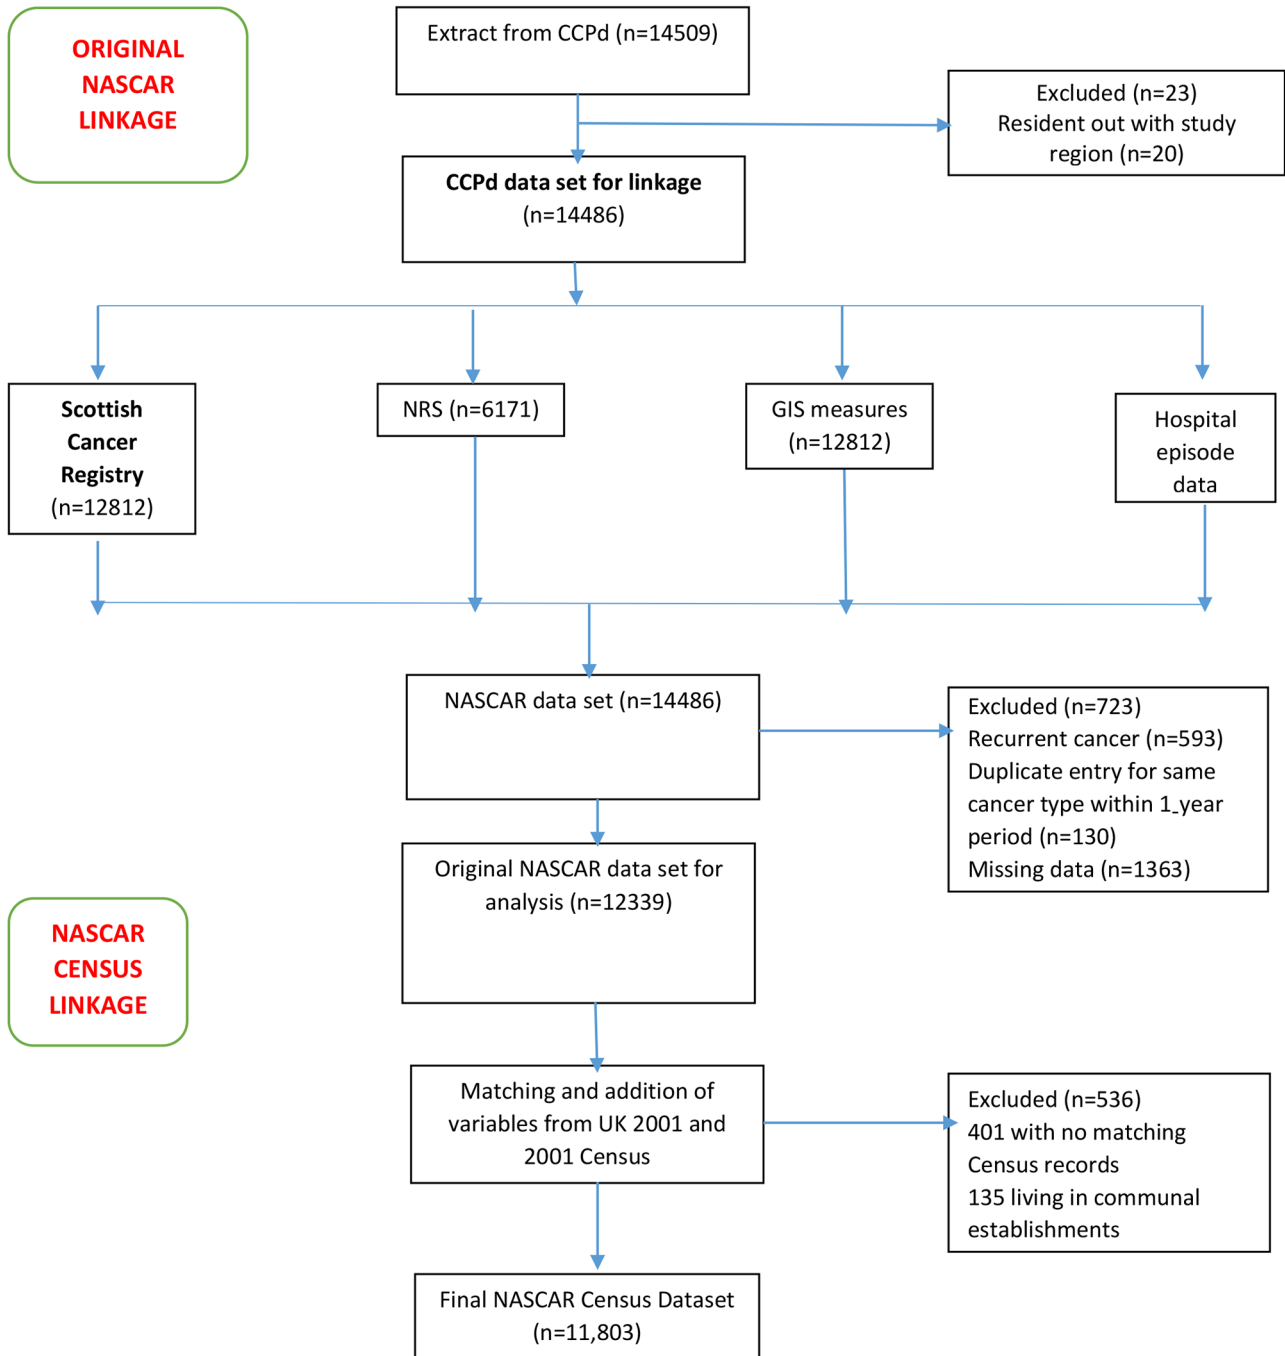 ORIGINAL
NASCAR
LINKAGE
Extract from CCPd (n=14509)
Excluded (n=23)
Resident out with study
region (n=20)
CCPd data set for linkage
(n=14486)
Scottish
Cancer
Registry
(n=12812)
NRS (n=6171)
GIS measures
(n=12812)
Hospital
episode
data
NASCAR data set (n=14486)
Excluded (n=723)
Recurrent cancer (n=593)
Duplicate entry for same
cancer type within 1-year
period (n=130)
Missing data (n=1363)
Original NASCAR data set for
analysis (n=12339)
NASCAR
CENSUS
LINKAGE
Matching and addition of
variables from UK 2001 and
2001 Census
Excluded (n=536)
401 with no matching
Census records
135 living in communal
establishments
Final NASCAR Census Dataset
(n=11,803)